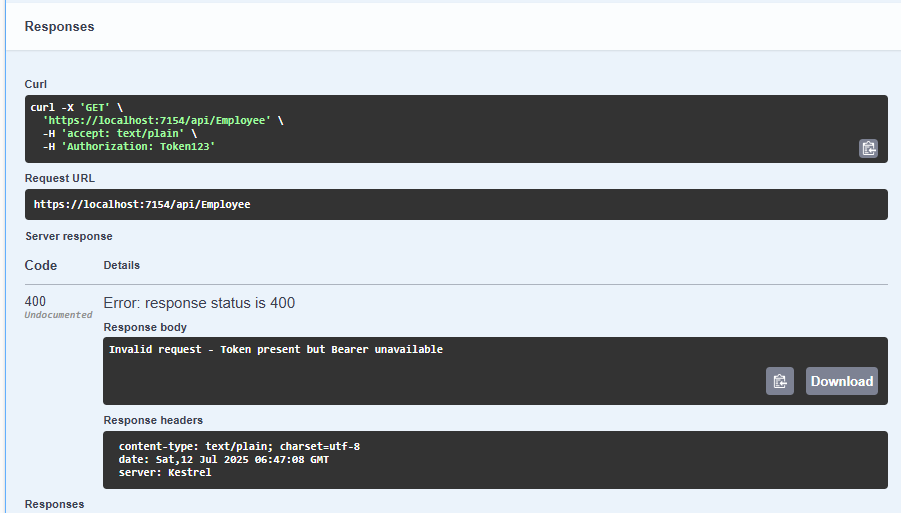 Responses
Curl
curl -X 'GET' \
'https://localhost:7154/api/Employee' \
-H 'accept: text/plain' \
-H 'Authorization: Token123'
Request URL
https://localhost:7154/api/Employee
Server response
Code Details
400 Error: response status is 400
Undocumented
Response body
Invalid request - Token present but Bearer unavailable
Download
Response headers
content-type: text/plain; charset=utf-8
date: Sat,12 Jul 2025 06:47:08 GMT
server: Kestrel
Responses